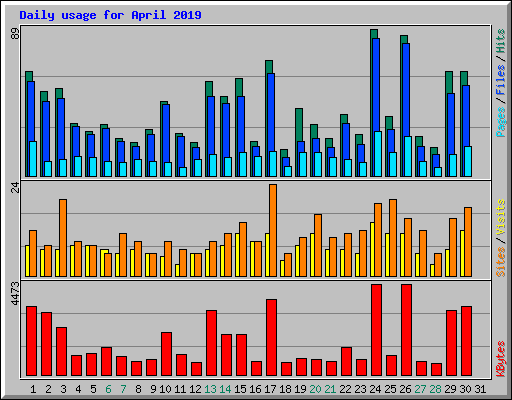 Daily usage for April 2019
89
Pages / Files / Hits
24
Sites / Visits
4473
KBytes
1 2 3 4 5 6 7 8 9 10 11 12 13 14 15 16 17 18 19 20 21 22 23 24 25 26 27 28 29 30 31